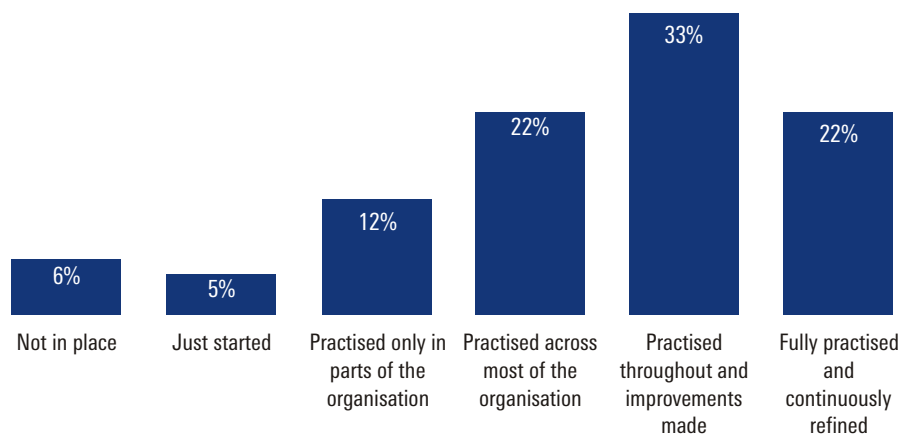 6%
5%
12%
22%
33%
22%
Not in place
Just started
Practised only in
parts of the
organisation
Practised across
most of the
organisation
Practised
throughout and
improvements
made
Fully practised
and
continuously
refined